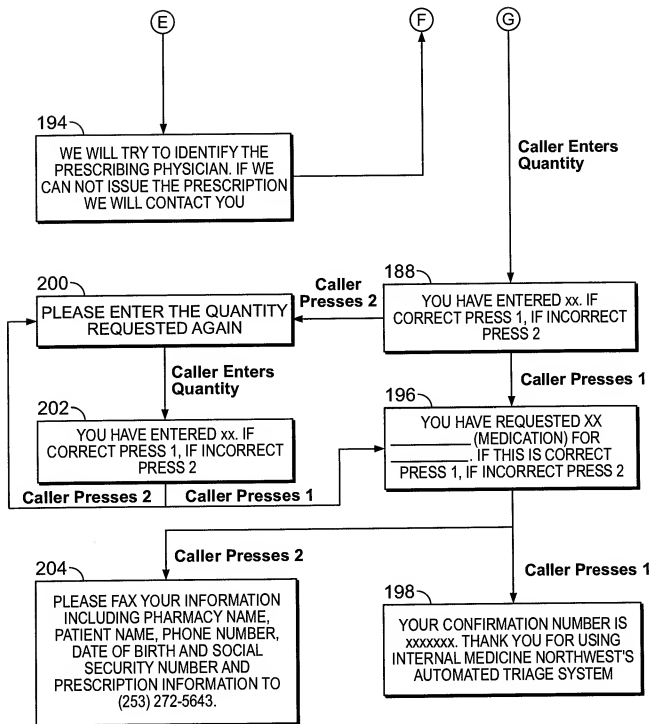 E
F
G
194
WE WILL TRY TO IDENTIFY THE
PRESCRIBING PHYSICIAN. IF WE
CAN NOT ISSUE THE PRESCRIPTION
WE WILL CONTACT YOU
Caller Enters
Quantity
200
PLEASE ENTER THE QUANTITY
REQUESTED AGAIN
Caller
Presses 2
188
YOU HAVE ENTERED xx. IF
CORRECT PRESS 1, IF INCORRECT
PRESS 2
Caller Enters
Quantity
Caller Presses 1
202
YOU HAVE ENTERED xx. IF
CORRECT PRESS 1, IF INCORRECT
PRESS 2
196
YOU HAVE REQUESTED XX
__________ (MEDICATION) FOR
__________. IF THIS IS CORRECT
PRESS 1, IF INCORRECT PRESS 2
Caller Presses 2
Caller Presses 1
Caller Presses 2
Caller Presses 1
204
PLEASE FAX YOUR INFORMATION
INCLUDING PHARMACY NAME,
PATIENT NAME, PHONE NUMBER,
DATE OF BIRTH AND SOCIAL
SECURITY NUMBER AND
PRESCRIPTION INFORMATION TO
(253) 272-5643.
198
YOUR CONFIRMATION NUMBER IS
xxxxxxx. THANK YOU FOR USING
INTERNAL MEDICINE NORTHWEST'S
AUTOMATED TRIAGE SYSTEM